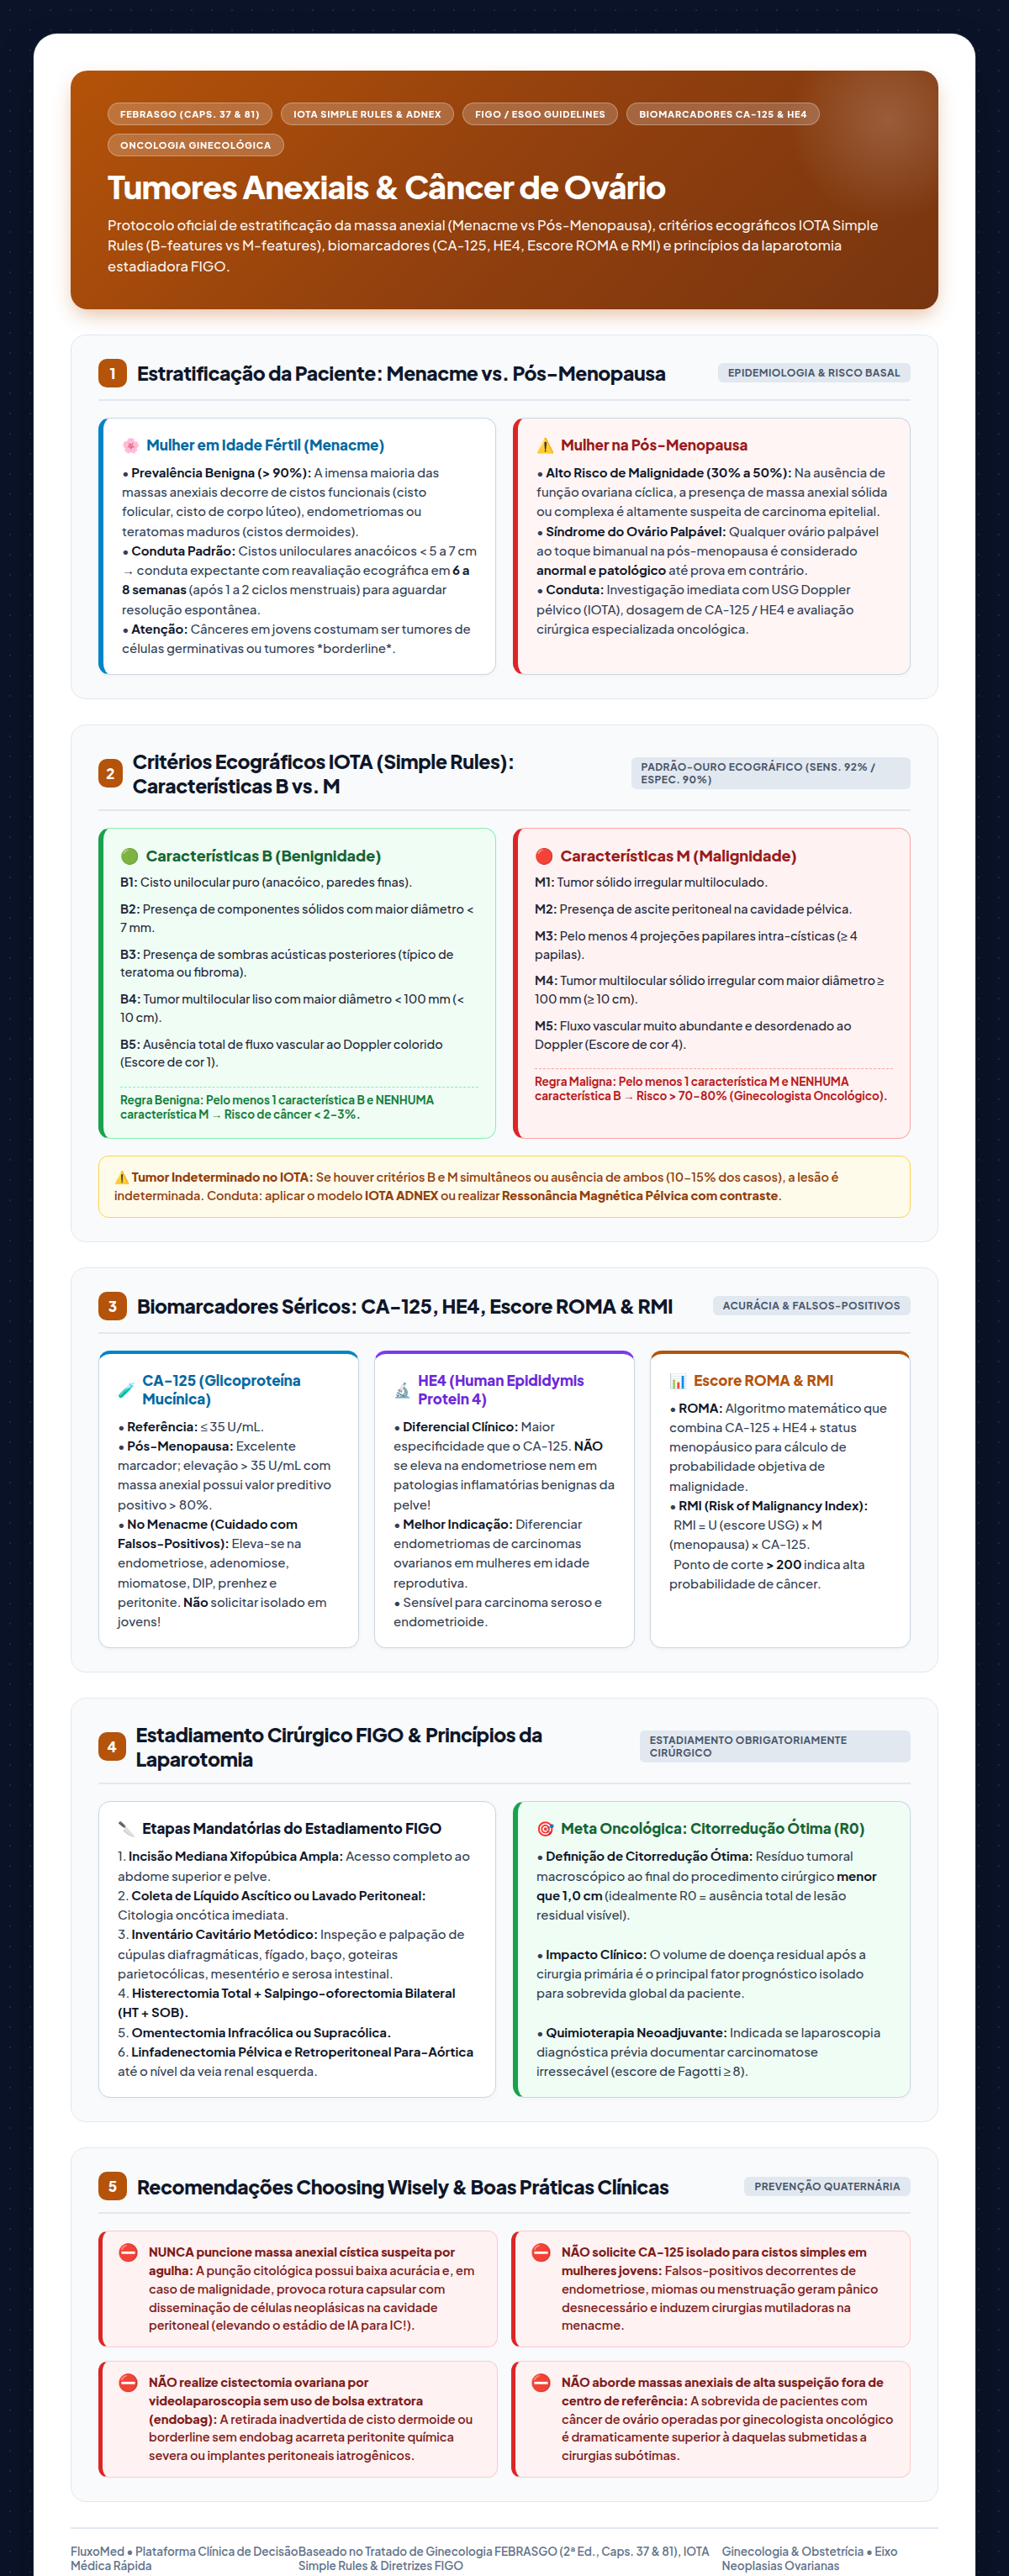 FEBRASGO (CAPS. 37 & 81)
IOTA SIMPLE RULES & ADNEX
FIGO / ESGO GUIDELINES
BIOMARCADORES CA-125 & HE4
ONCOLOGIA GINECOLÓGICA
Tumores Anexiais & Câncer de Ovário
Protocolo oficial de estratificação da massa anexial (Menacme vs Pós-Menopausa), critérios ecográficos IOTA Simple
Rules (B-features vs M-features), biomarcadores (CA-125, HE4, Escore ROMA e RMI) e princípios da laparotomia
estadiadora FIGO.
1
Estratificação da Paciente: Menacme vs. Pós-Menopausa
EPIDEMIOLOGIA & RISCO BASAL
🌸 Mulher em Idade Fértil (Menacme)
• Prevalência Benigna (> 90%): A imensa maioria das
massas anexiais decorre de cistos funcionais (cisto
folicular, cisto de corpo lúteo), endometriomas ou
teratomas maduros (cistos dermoides).
• Conduta Padrão: Cistos uniloculares anacóicos < 5 a 7 cm
→ conduta expectante com reavaliação ecográfica em 6 a
8 semanas (após 1 a 2 ciclos menstruais) para aguardar
resolução espontânea.
• Atenção: Cânceres em jovens costumam ser tumores de
células germinativas ou tumores *borderline*.
⚠️ Mulher na Pós-Menopausa
• Alto Risco de Malignidade (30% a 50%): Na ausência de
função ovariana cíclica, a presença de massa anexial sólida
ou complexa é altamente suspeita de carcinoma epitelial.
• Síndrome do Ovário Palpável: Qualquer ovário palpável
ao toque bimanual na pós-menopausa é considerado
anormal e patológico até prova em contrário.
• Conduta: Investigação imediata com USG Doppler
pélvico (IOTA), dosagem de CA-125 / HE4 e avaliação
cirúrgica especializada oncológica.
2
Critérios Ecográficos IOTA (Simple Rules):
Características B vs. M
PADRÃO-OURO ECOGRÁFICO (SENS. 92% /
ESPEC. 90%)
🟢 Características B (Benignidade)
B1: Cisto unilocular puro (anacóico, paredes finas).
B2: Presença de componentes sólidos com maior diâmetro <
7 mm.
B3: Presença de sombras acústicas posteriores (típico de
teratoma ou fibroma).
B4: Tumor multilocular liso com maior diâmetro < 100 mm (<
10 cm).
B5: Ausência total de fluxo vascular ao Doppler colorido
(Escore de cor 1).
Regra Benigna: Pelo menos 1 característica B e NENHUMA
característica M → Risco de câncer < 2-3%.
🔴 Características M (Malignidade)
M1: Tumor sólido irregular multiloculado.
M2: Presença de ascite peritoneal na cavidade pélvica.
M3: Pelo menos 4 projeções papilares intra-císticas (≥ 4
papilas).
M4: Tumor multilocular sólido irregular com maior diâmetro ≥
100 mm (≥ 10 cm).
M5: Fluxo vascular muito abundante e desordenado ao
Doppler (Escore de cor 4).
Regra Maligna: Pelo menos 1 característica M e NENHUMA
característica B → Risco > 70-80% (Ginecologista Oncológico).
⚠️ Tumor Indeterminado no IOTA: Se houver critérios B e M simultâneos ou ausência de ambos (10-15% dos casos), a lesão é
indeterminada. Conduta: aplicar o modelo IOTA ADNEX ou realizar Ressonância Magnética Pélvica com contraste.
3
Biomarcadores Séricos: CA-125, HE4, Escore ROMA & RMI
ACURÁCIA & FALSOS-POSITIVOS
🧪 CA-125 (Glicoproteína
Mucínica)
• Referência: ≤ 35 U/mL.
• Pós-Menopausa: Excelente
marcador; elevação > 35 U/mL com
massa anexial possui valor preditivo
positivo > 80%.
• No Menacme (Cuidado com
Falsos-Positivos): Eleva-se na
endometriose, adenomiose,
miomatose, DIP, prenhez e
peritonite. Não solicitar isolado em
jovens!
🔬 HE4 (Human Epididymis
Protein 4)
• Diferencial Clínico: Maior
especificidade que o CA-125. NÃO
se eleva na endometriose nem em
patologias inflamatórias benignas da
pelve!
• Melhor Indicação: Diferenciar
endometriomas de carcinomas
ovarianos em mulheres em idade
reprodutiva.
• Sensível para carcinoma seroso e
endometrioide.
📊 Escore ROMA & RMI
• ROMA: Algoritmo matemático que
combina CA-125 + HE4 + status
menopáusico para cálculo de
probabilidade objetiva de
malignidade.
• RMI (Risk of Malignancy Index):
RMI = U (escore USG) × M
(menopausa) × CA-125.
Ponto de corte > 200 indica alta
probabilidade de câncer.
4
Estadiamento Cirúrgico FIGO & Princípios da
Laparotomia
ESTADIAMENTO OBRIGATORIAMENTE
CIRÚRGICO
🔪 Etapas Mandatórias do Estadiamento FIGO
1. Incisão Mediana Xifopúbica Ampla: Acesso completo ao
abdome superior e pelve.
2. Coleta de Líquido Ascítico ou Lavado Peritoneal:
Citologia oncótica imediata.
3. Inventário Cavitário Metódico: Inspeção e palpação de
cúpulas diafragmáticas, fígado, baço, goteiras
parietocólicas, mesentério e serosa intestinal.
4. Histerectomia Total + Salpingo-oforectomia Bilateral
(HT + SOB).
5. Omentectomia Infracólica ou Supracólica.
6. Linfadenectomia Pélvica e Retroperitoneal Para-Aórtica
até o nível da veia renal esquerda.
🎯 Meta Oncológica: Citorredução Ótima (R0)
• Definição de Citorredução Ótima: Resíduo tumoral
macroscópico ao final do procedimento cirúrgico menor
que 1,0 cm (idealmente R0 = ausência total de lesão
residual visível).
• Impacto Clínico: O volume de doença residual após a
cirurgia primária é o principal fator prognóstico isolado
para sobrevida global da paciente.
• Quimioterapia Neoadjuvante: Indicada se laparoscopia
diagnóstica prévia documentar carcinomatose
irressecável (escore de Fagotti ≥ 8).
5
Recomendações Choosing Wisely & Boas Práticas Clínicas
PREVENÇÃO QUATERNÁRIA
⛔ NUNCA puncione massa anexial cística suspeita por
agulha: A punção citológica possui baixa acurácia e, em
caso de malignidade, provoca rotura capsular com
disseminação de células neoplásicas na cavidade
peritoneal (elevando o estádio de IA para IC!).
⛔ NÃO solicite CA-125 isolado para cistos simples em
mulheres jovens: Falsos-positivos decorrentes de
endometriose, miomas ou menstruação geram pânico
desnecessário e induzem cirurgias mutiladoras na
menacme.
⛔ NÃO realize cistectomia ovariana por
videolaparoscopia sem uso de bolsa extratora
(endobag): A retirada inadvertida de cisto dermoide ou
borderline sem endobag acarreta peritonite química
severa ou implantes peritoneais iatrogênicos.
⛔ NÃO aborde massas anexiais de alta suspeição fora de
centro de referência: A sobrevida de pacientes com
câncer de ovário operadas por ginecologista oncológico
é dramaticamente superior à daquelas submetidas a
cirurgias subótimas.
FluxoMed • Plataforma Clínica de Decisão
Médica Rápida
Baseado no Tratado de Ginecologia FEBRASGO (2ª Ed., Caps. 37 & 81), IOTA
Simple Rules & Diretrizes FIGO
Ginecologia & Obstetrícia • Eixo
Neoplasias Ovarianas